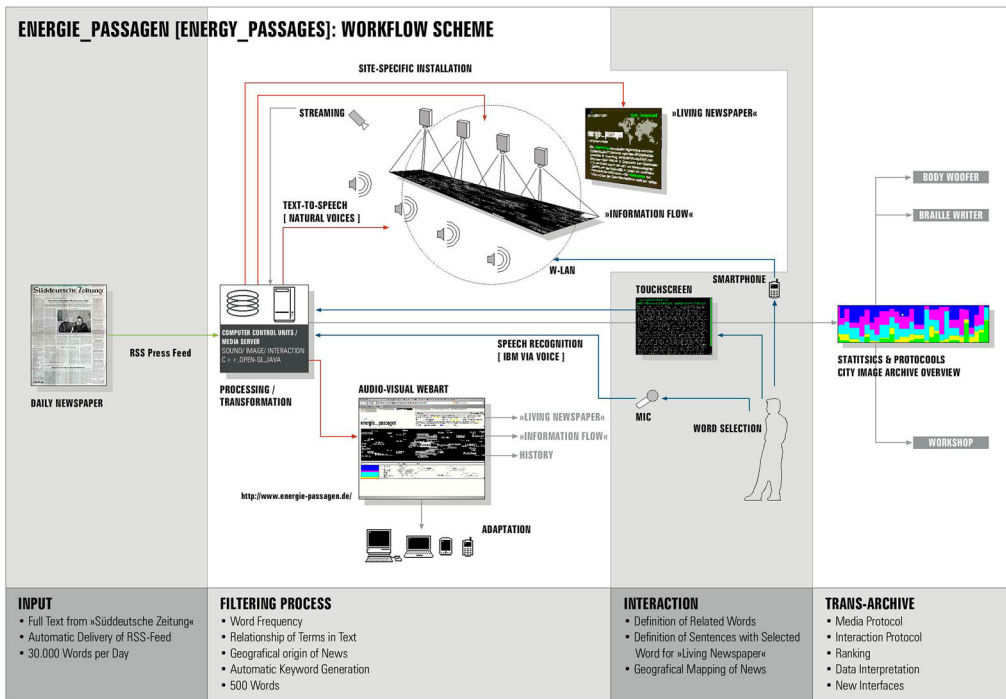 ENERGIE_PASSAGEN [ENERGY_PASSAGES]: WORKFLOW SCHEME
SITE-SPECIFIC INSTALLATION
STREAMING
»LIVING NEWSPAPER«
energie_passagen
TEXT-TO-SPEECH
[ NATURAL VOICES ]
»INFORMATION FLOW«
W-LAN
BODY WOOFER
BRAILLE WRITER
SMARTPHONE
TOUCHSCREEN
Süddeutsche Zeitung
COMPUTER CONTROL UNITS /
MEDIA SERVER
SOUND/ IMAGE/ INTERACTION
C++,OPEN-GL,JAVA
RSS Press Feed
SPEECH RECOGNITION
[ IBM VIA VOICE ]
STATITSICS & PROTOCOOLS
CITY IMAGE ARCHIVE OVERVIEW
DAILY NEWSPAPER
PROCESSING /
TRANSFORMATION
AUDIO-VISUAL WEBART
energie_passagen
»LIVING NEWSPAPER«
»INFORMATION FLOW«
HISTORY
MIC
WORD SELECTION
WORKSHOP
http://www.energie-passagen.de/
ADAPTATION
INPUT
• Full Text from »Süddeutsche Zeitung«
• Automatic Delivery of RSS-Feed
• 30.000 Words per Day
FILTERING PROCESS
• Word Frequency
• Relationship of Terms in Text
• Geografical origin of News
• Automatic Keyword Generation
• 500 Words
INTERACTION
• Definition of Related Words
• Definition of Sentences with Selected
Word for »Living Newspaper«
• Geografical Mapping of News
TRANS-ARCHIVE
• Media Protocol
• Interaction Protocol
• Ranking
• Data Interpretation
• New Interfaces